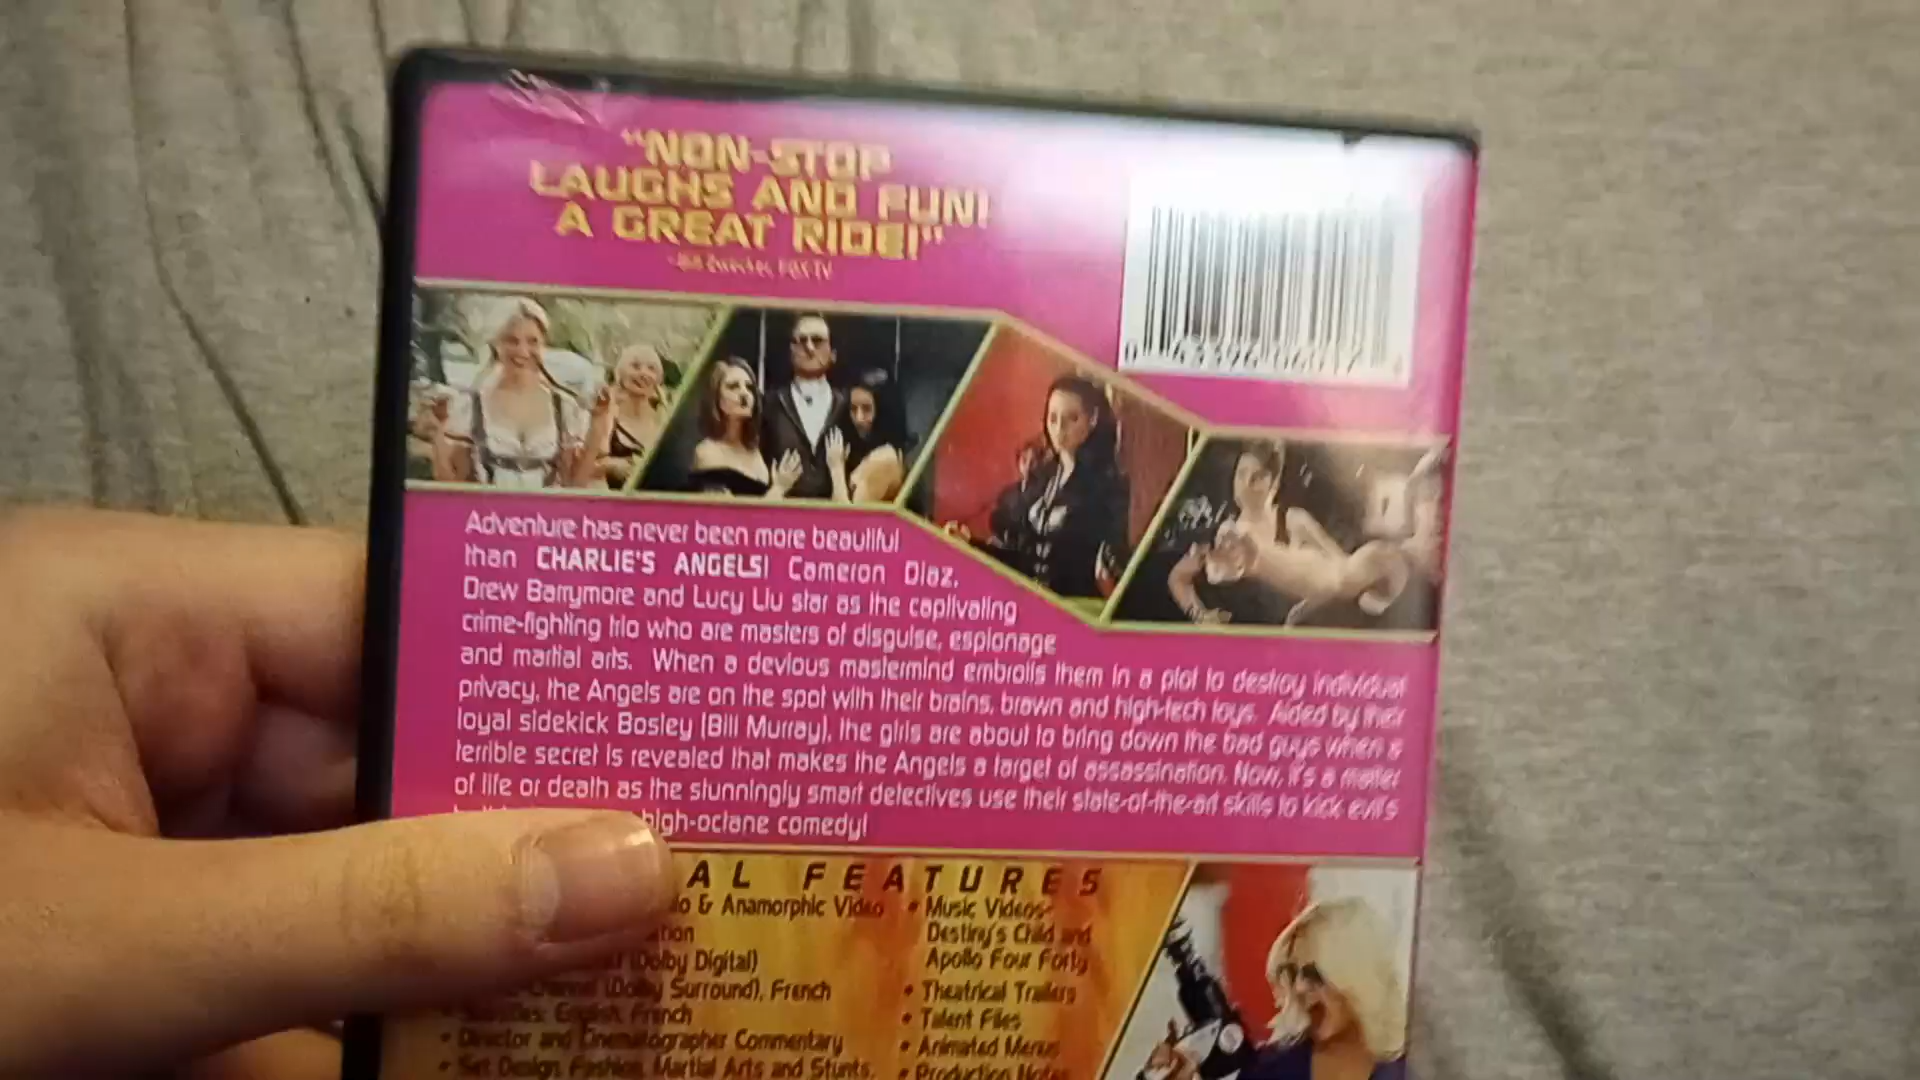 "NON-STOP
LAUGHS AND FUN!
A GREAT RIDE!"
FOX TV
Adventure has never been more beautiful
than CHARLIE'S ANGELS! Cameron Diaz,
Drew Barrymore and Lucy Liu star as the captivating
crime-fighting trio who are masters of disguise, espionage
and martial arts. When a devious mastermind embroils them in a plot to destroy individual
privacy, the Angels are on the spot with their brains, brawn and high-tech toys. Aided by their
loyal sidekick Bosley (Bill Murray), the girls are about to bring down the bad guys when a
terrible secret is revealed that makes the Angels a target of assassination. Now, it's a matter
of life or death as the stunningly smart detectives use their state-of-the-art skills to kick evil's
high-octane comedy!
AL FEATURES
& Anamorphic Video
(Dolby Digital)
(Dolby Surround), French
English, French
• Director and Cinematographer Commentary
• Set Design, Fashion, Martial Arts and Stunts,
• Music Videos-
Destiny's Child and
Apollo Four Forty
• Theatrical Trailers
• Talent Files
• Animated Menus
• Production Notes